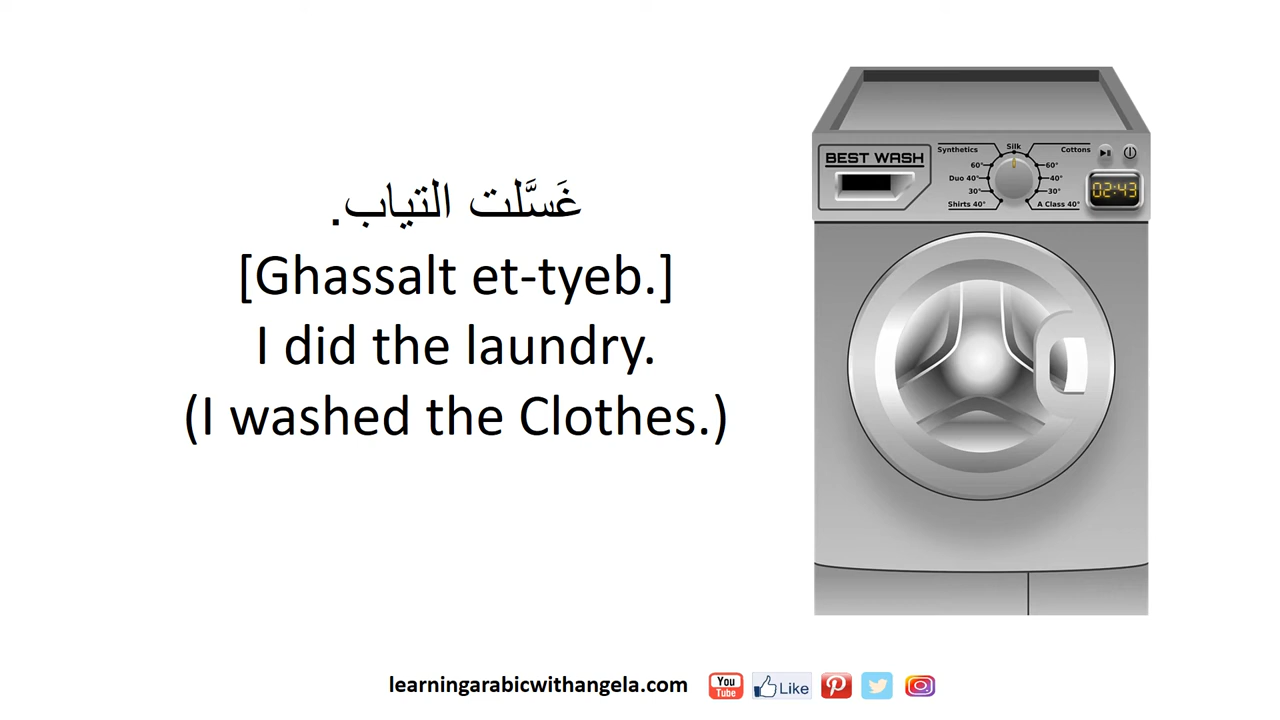 غَسَّلت التياب.
[Ghassalt et-tyeb.]
I did the laundry.
(I washed the Clothes.)
BEST WASH
Synthetics
Silk
Cottons
60°
60°
Duo 40°
40°
30°
30°
Shirts 40°
A Class 40°
02:43
learningarabicwithangela.com
You Tube
Like